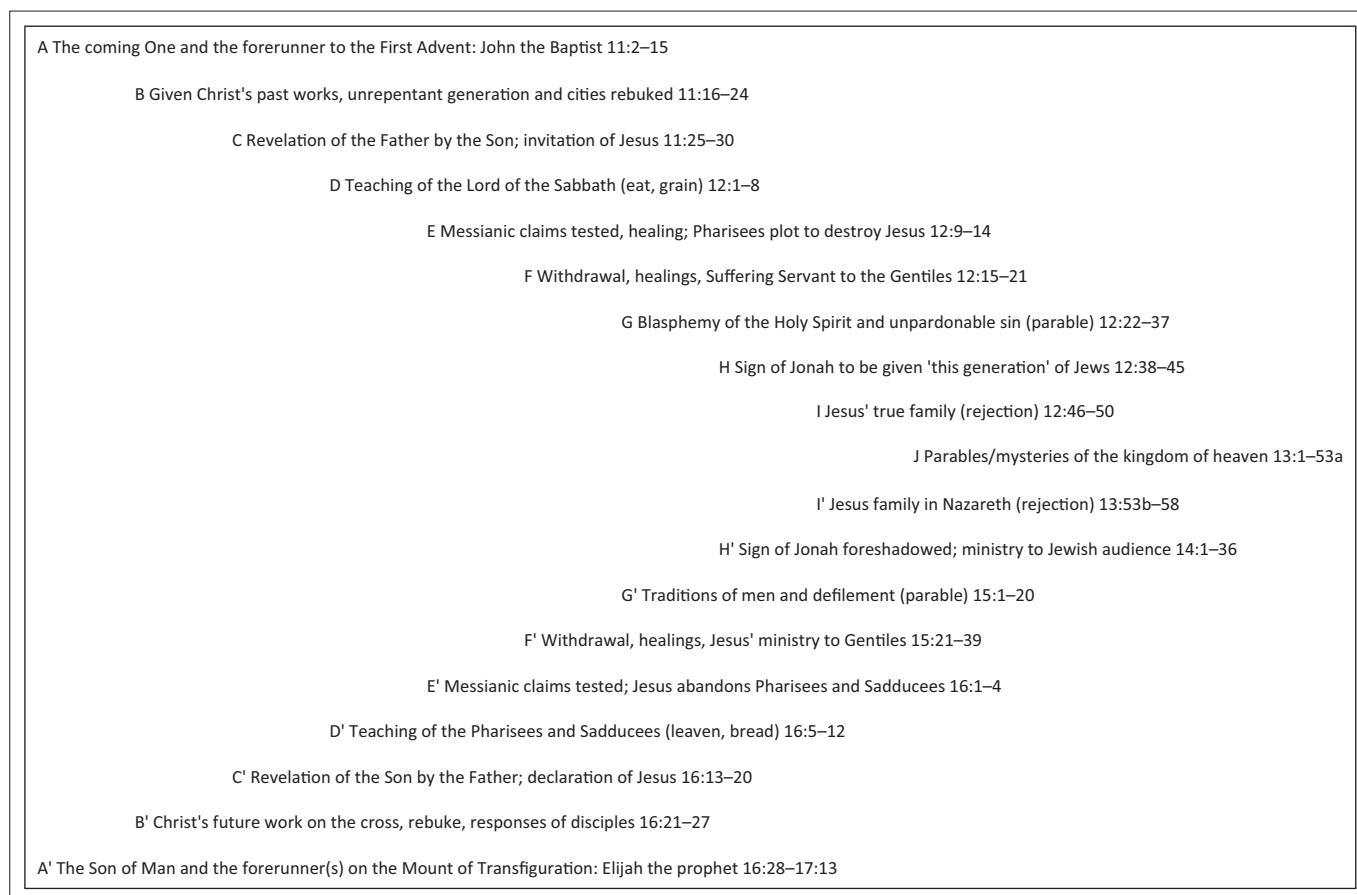 A The coming One and the forerunner to the First Advent: John the Baptist 11:2–15
B Given Christ's past works, unrepentant generation and cities rebuked 11:16–24
C Revelation of the Father by the Son; invitation of Jesus 11:25–30
D Teaching of the Lord of the Sabbath (eat, grain) 12:1–8
E Messianic claims tested, healing; Pharisees plot to destroy Jesus 12:9–14
F Withdrawal, healings, Suffering Servant to the Gentiles 12:15–21
G Blasphemy of the Holy Spirit and unpardonable sin (parable) 12:22–37
H Sign of Jonah to be given 'this generation' of Jews 12:38–45
I Jesus' true family (rejection) 12:46–50
J Parables/mysteries of the kingdom of heaven 13:1–53a
I' Jesus family in Nazareth (rejection) 13:53b–58
H' Sign of Jonah foreshadowed; ministry to Jewish audience 14:1–36
G' Traditions of men and defilement (parable) 15:1–20
F' Withdrawal, healings, Jesus' ministry to Gentiles 15:21–39
E' Messianic claims tested; Jesus abandons Pharisees and Sadducees 16:1–4
D' Teaching of the Pharisees and Sadducees (leaven, bread) 16:5–12
C' Revelation of the Son by the Father; declaration of Jesus 16:13–20
B' Christ's future work on the cross, rebuke, responses of disciples 16:21–27
A' The Son of Man and the forerunner(s) on the Mount of Transfiguration: Elijah the prophet 16:28–17:13